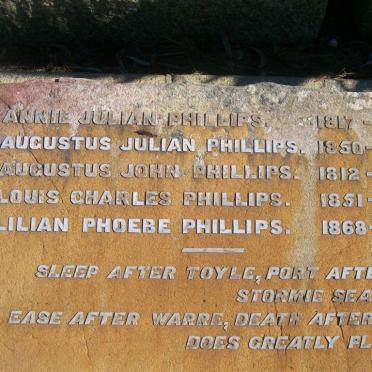 ANNIE JULIAN PHILLIPS. 1817 -
AUGUSTUS JULIAN PHILLIPS. 1850-
AUGUSTUS JOHN PHILLIPS. 1812 -
LOUIS CHARLES PHILLIPS. 1851-
LILIAN PHOEBE PHILLIPS. 1868-
SLEEP AFTER TOYLE, PORT AFTE
STORMIE SEA
EASE AFTER WARRE, DEATH AFTER
DOES GREATLY PL